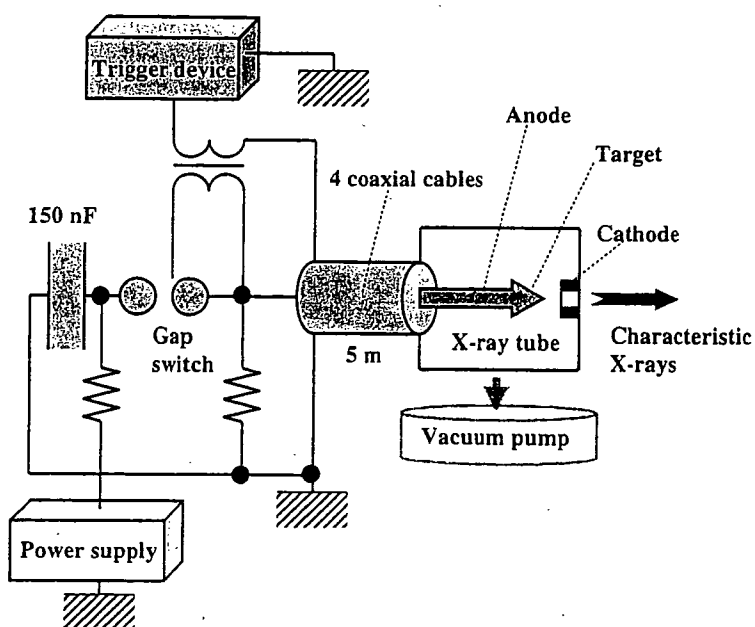 Trigger device
Anode
Target
4 coaxial cables
150 nF
Cathode
Gap
switch
5 m
X-ray tube
Characteristic
X-rays
Vacuum pump
Power supply